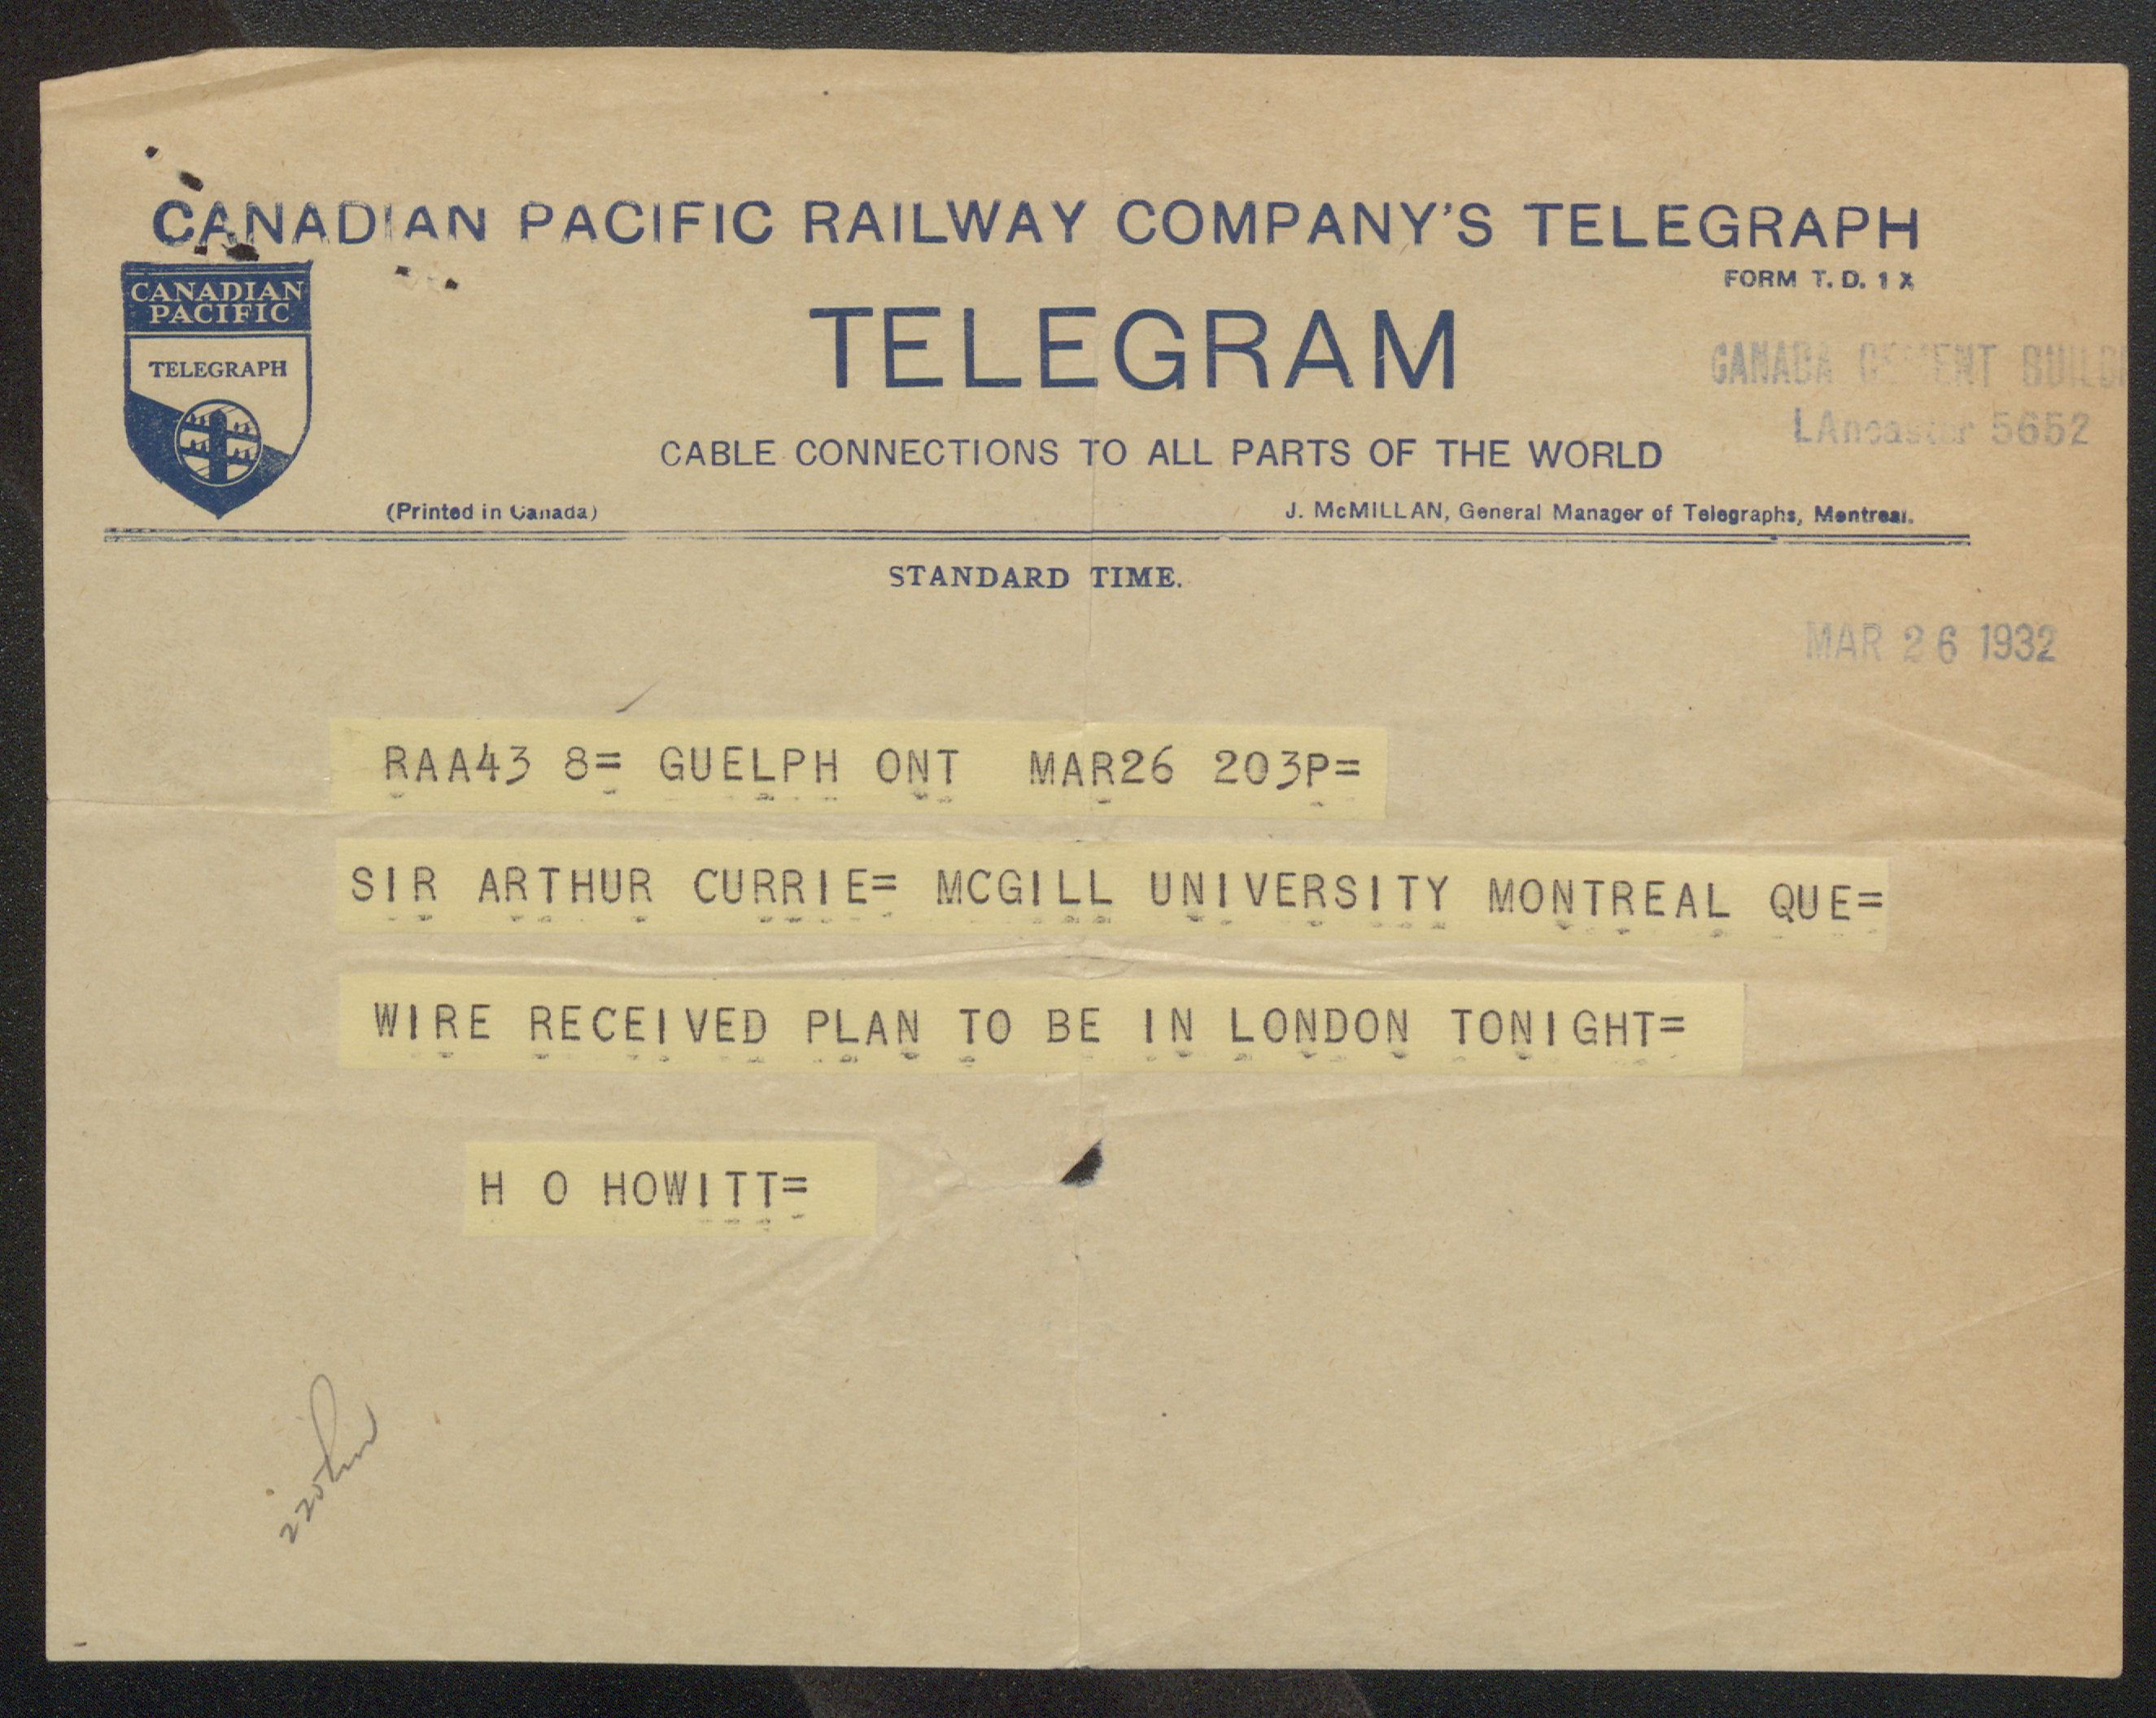 CANADIAN PACIFIC RAILWAY COMPANY'S TELEGRAPH
FORM T. D. 1 X
CANADIAN
PACIFIC
TELEGRAPH
TELEGRAM
CANADA CEMENT
LAncaster 5652
CABLE CONNECTIONS TO ALL PARTS OF THE WORLD
(Printed in Canada)
J. McMILLAN, General Manager of Telegraphs, Montreal.
STANDARD TIME.
MAR 26 1932
RAA43 8= GUELPH ONT MAR26 203P=
SIR ARTHUR CURRIE= MCGILL UNIVERSITY MONTREAL QUE=
WIRE RECEIVED PLAN TO BE IN LONDON TONIGHT=
H O HOWITT=